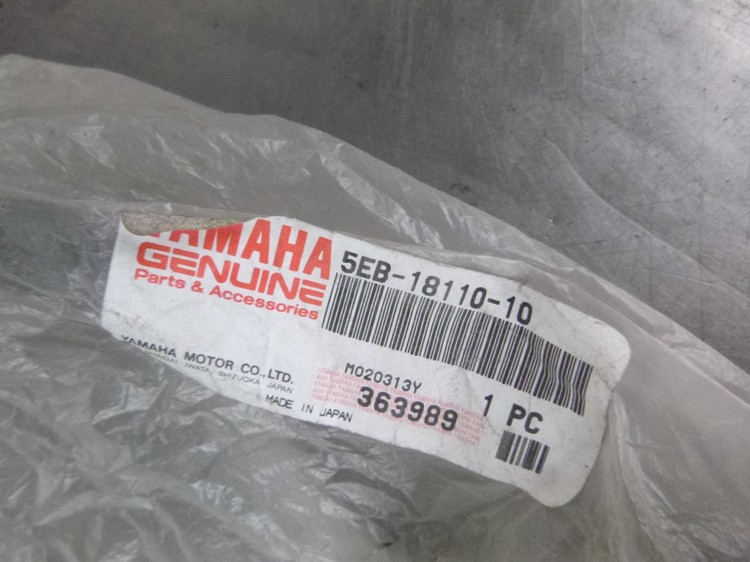 YAMAHA
GENUINE
Parts & Accessories
5EB-18110-10
YAMAHA MOTOR CO.,LTD.
IWATA, SHIZUOKA, JAPAN
MADE IN JAPAN
M020313Y
363989
1 PC